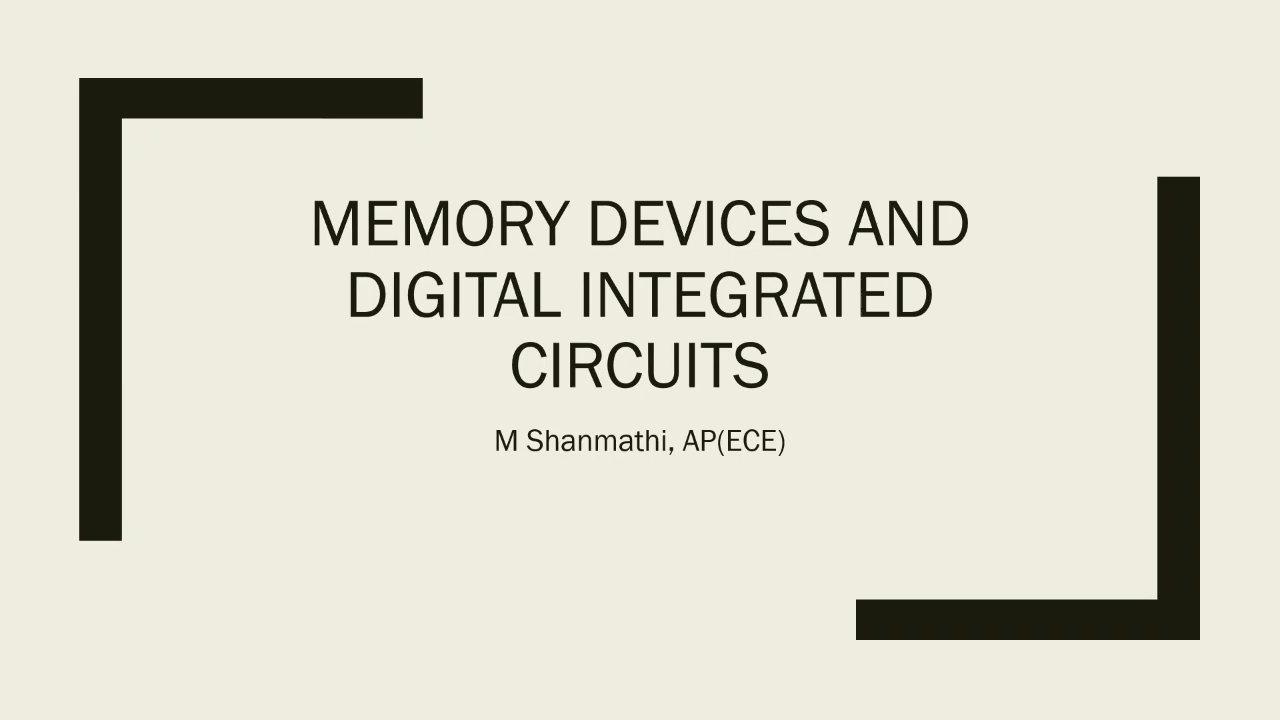 MEMORY DEVICES AND
DIGITAL INTEGRATED
CIRCUITS
M Shanmathi, AP(ECE)